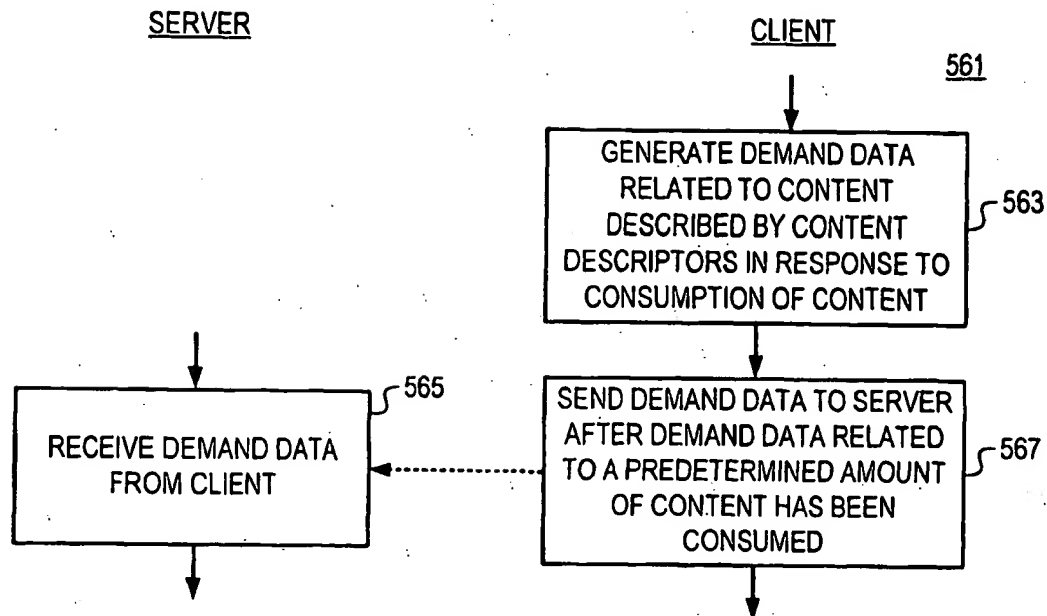 SERVER
CLIENT
561
GENERATE DEMAND DATA
RELATED TO CONTENT
DESCRIBED BY CONTENT
DESCRIPTORS IN RESPONSE TO
CONSUMPTION OF CONTENT
563
565
RECEIVE DEMAND DATA
FROM CLIENT
SEND DEMAND DATA TO SERVER
AFTER DEMAND DATA RELATED
TO A PREDETERMINED AMOUNT
OF CONTENT HAS BEEN
CONSUMED
567